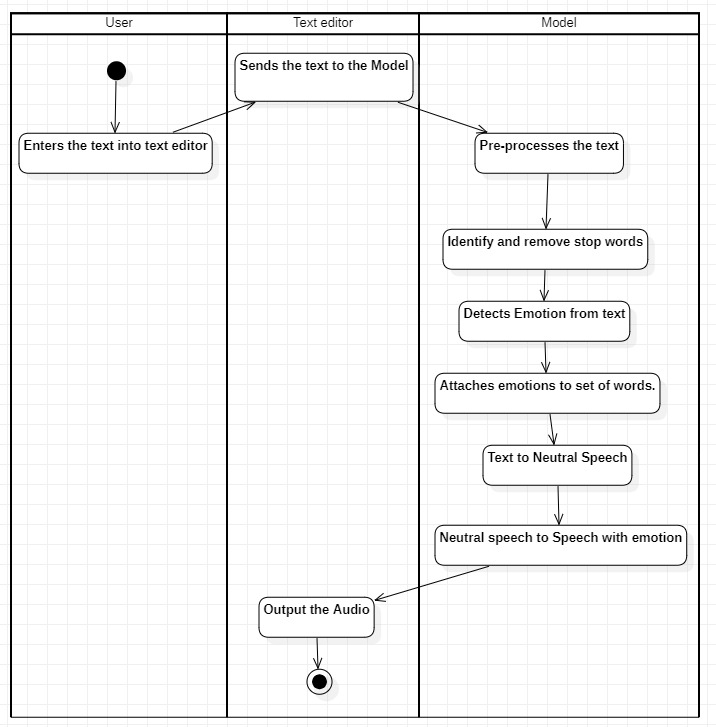 User
Text editor
Model
Sends the text to the Model
Enters the text into text editor
Pre-processes the text
Identify and remove stop words
Detects Emotion from text
Attaches emotions to set of words.
Text to Neutral Speech
Neutral speech to Speech with emotion
Output the Audio